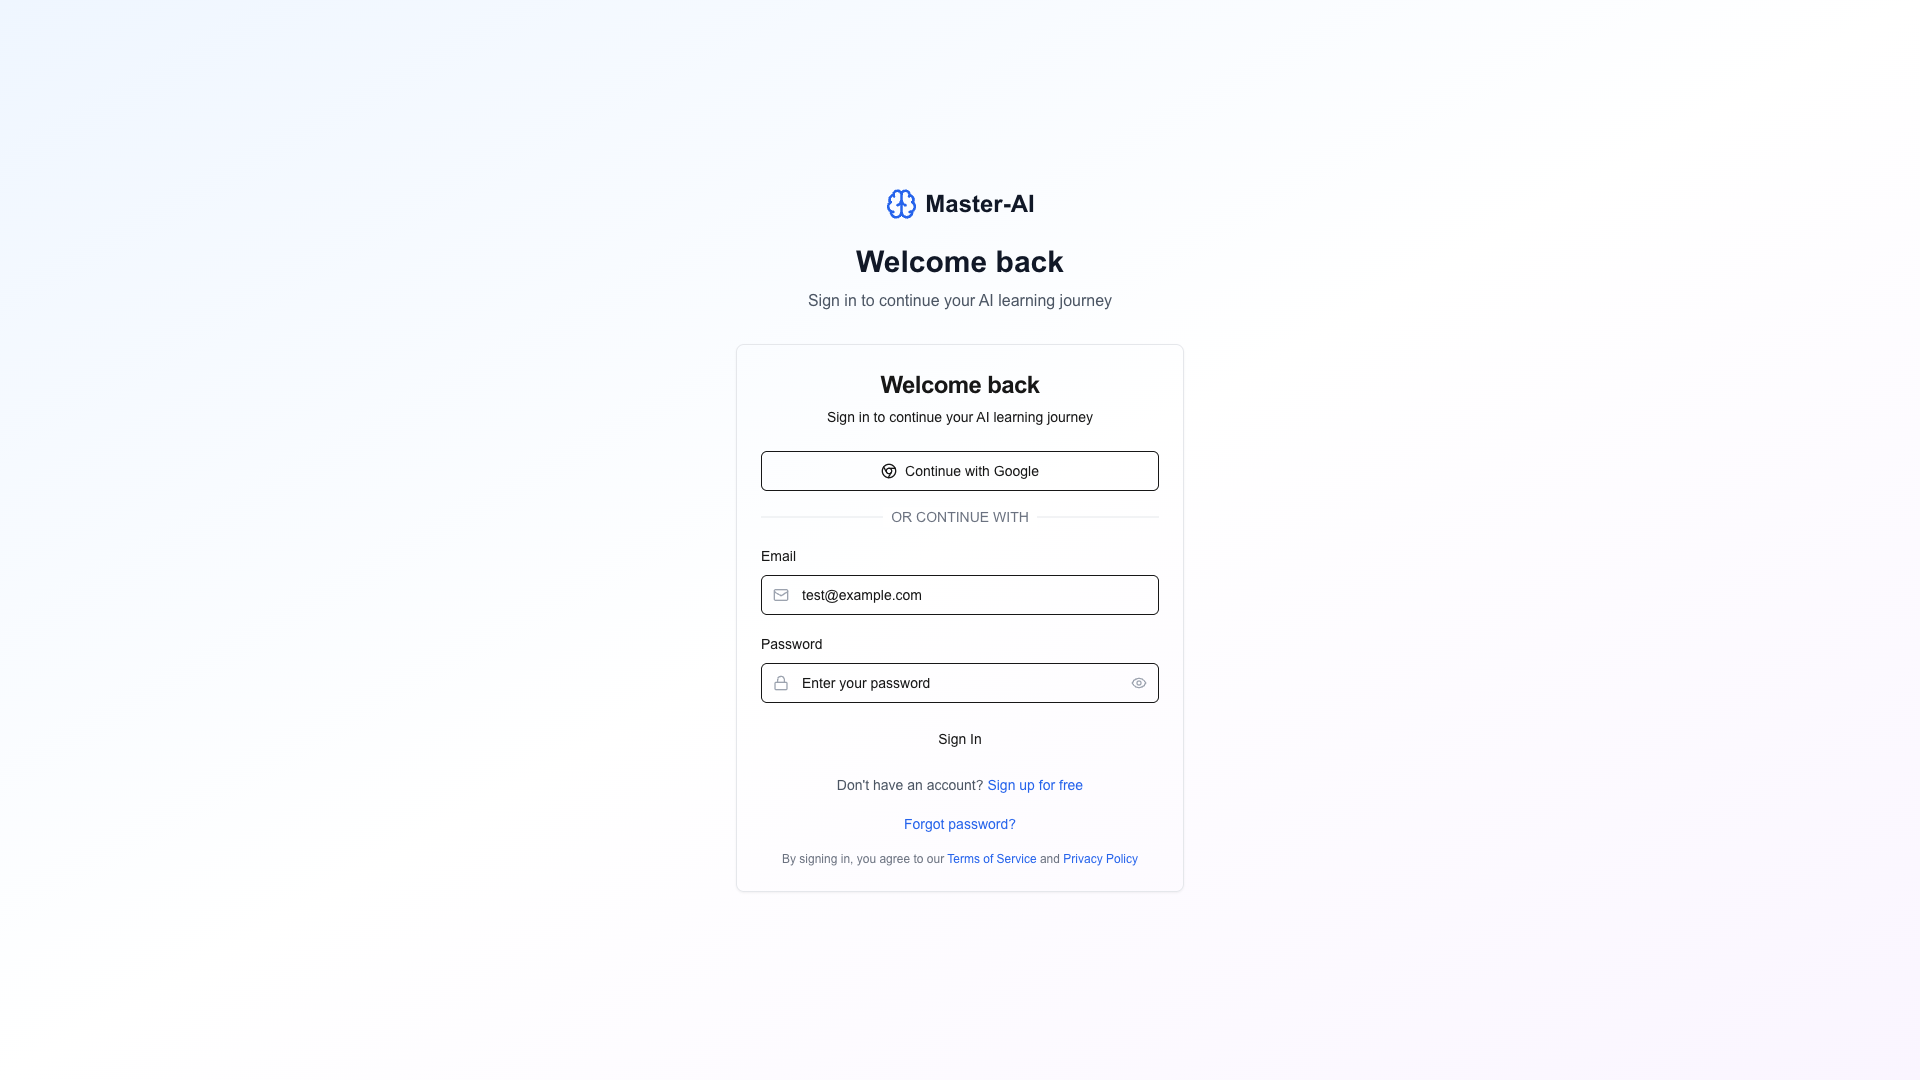 Master-AI
Welcome back
Sign in to continue your AI learning journey
Welcome back
Sign in to continue your AI learning journey
Continue with Google
OR CONTINUE WITH
Email
test@example.com
Password
Enter your password
Sign In
Don't have an account? Sign up for free
Forgot password?
By signing in, you agree to our Terms of Service and Privacy Policy